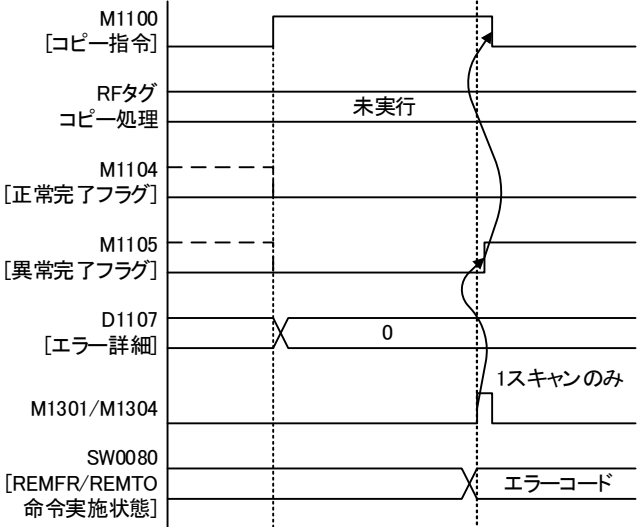 M1100
[コピー指令]
RFタグ
コピー処理
未実行
M1104
[正常完了フラグ]
M1105
[異常完了フラグ]
D1107
[エラー詳細]
0
1スキャンのみ
M1301/M1304
SW0080
[REMFR/REMTO
命令実施状態]
エラーコード